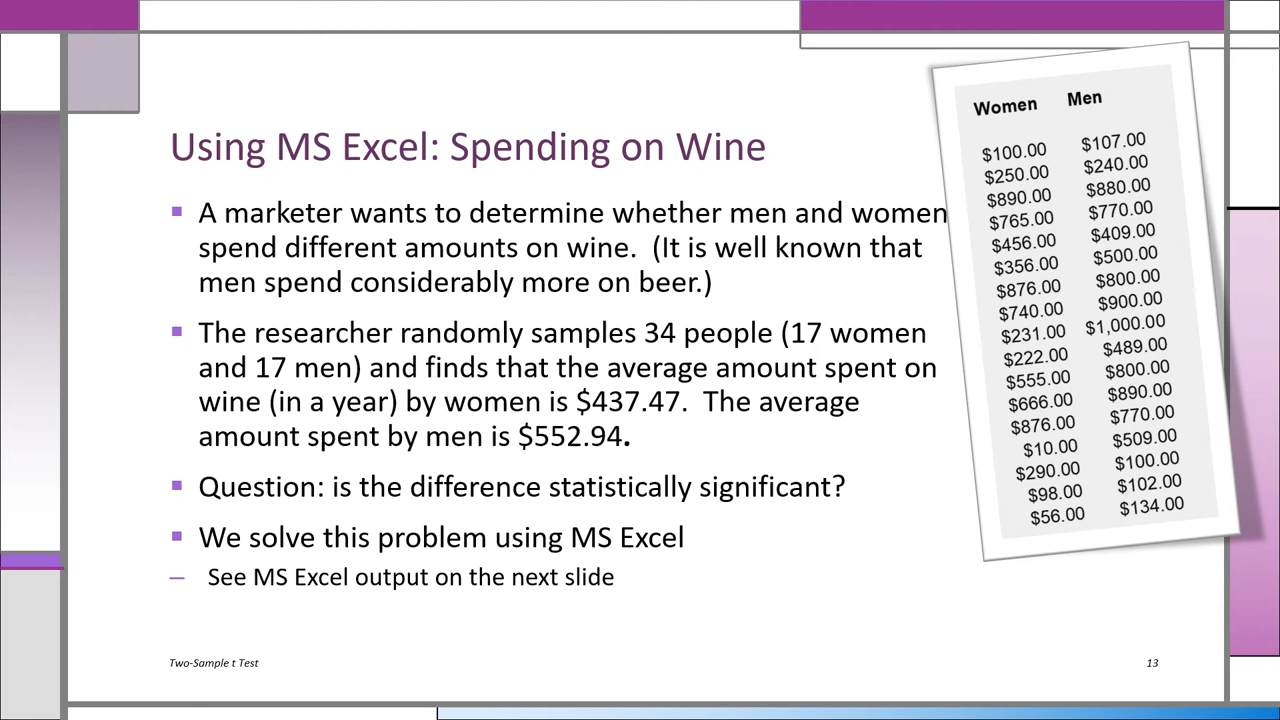 Using MS Excel: Spending on Wine
▪ A marketer wants to determine whether men and women
spend different amounts on wine.  (It is well known that
men spend considerably more on beer.)
▪ The researcher randomly samples 34 people (17 women
and 17 men) and finds that the average amount spent on
wine (in a year) by women is $437.47.  The average
amount spent by men is $552.94.
▪ Question: is the difference statistically significant?
▪ We solve this problem using MS Excel
– See MS Excel output on the next slide
Women Men
$100.00 $107.00
$250.00 $240.00
$890.00 $880.00
$765.00 $770.00
$456.00 $409.00
$356.00 $500.00
$876.00 $800.00
$740.00 $900.00
$231.00 $1,000.00
$222.00 $489.00
$555.00 $800.00
$666.00 $890.00
$876.00 $770.00
$10.00 $509.00
$290.00 $100.00
$98.00 $102.00
$56.00 $134.00
Two-Sample t Test
13